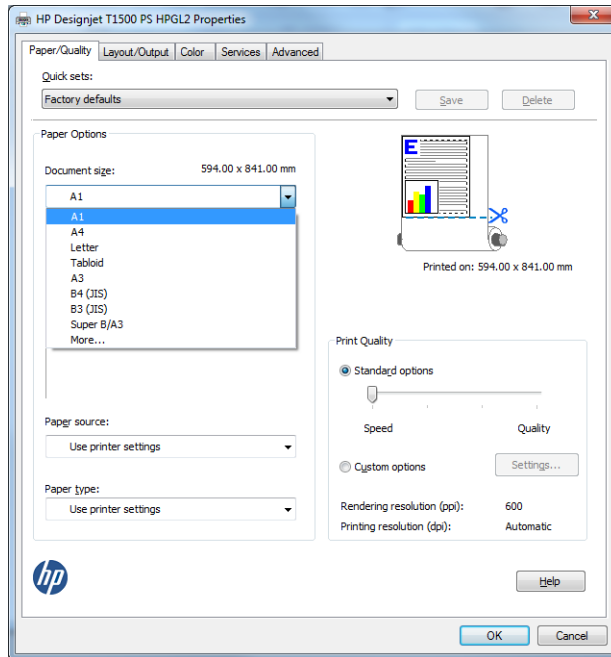 HP Designjet T1500 PS HPGL2 Properties
x
Paper/Quality Layout/Output Color Services Advanced
Quick sets:
Factory defaults Save Delete
Paper Options
Document size: 594.00 x 841.00 mm
A1
A1
A4
Letter
Tabloid
A3
B4 (JIS)
B3 (JIS)
Super B/A3
More...
E
Printed on: 594.00 x 841.00 mm
Paper source:
Use printer settings
Paper type:
Use printer settings
Print Quality
Standard options
Speed Quality
Custom options Settings...
Rendering resolution (ppi): 600
Printing resolution (dpi): Automatic
hp
Help
OK Cancel